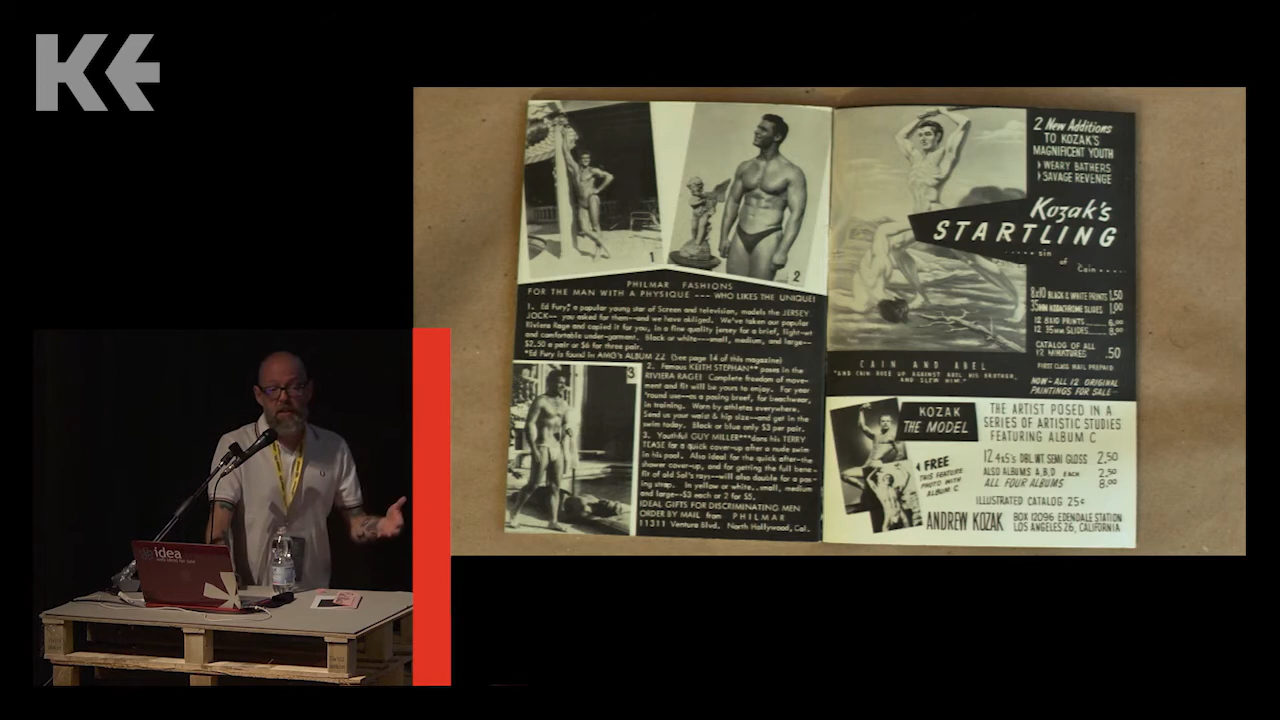 KE
1
2
PHILMAR FASHIONS
FOR THE MAN WITH A PHYSIQUE --- WHO LIKES THE UNIQUE!
1. Ed Fury,* a popular young star of Screen and television, models the JERSEY
JOCK-- you asked for them--and we have obliged. We've taken our popular
Riviera Rage and copied it for you, in a fine quality jersey for a brief, light-wt
and comfortable under-garment. Black or white---small, medium, and large--
$2.50 a pair or $6 for three pair.
*Ed Fury is found in AMG's ALBUM 22 (See page 14 of this magazine)
3
2. Famous KEITH STEPHAN** poses in the
RIVIERA RAGE! Complete freedom of move-
ment and fit will be yours to enjoy. For year
'round use--as a posing breef, for beachwear,
in training. Worn by athletes everywhere.
Send us your waist & hip size--and get in the
swim today. Black or blue only $3 per pair.
3. Youthful GUY MILLER***dons his TERRY
TEASE for a quick cover-up after a nude swim
in his pool. Also ideal for the quick after-the
shower cover-up, and for getting the full bene-
fit of old Sol's rays--will also double for a pos-
ing strap. In yellow or white..small, medium
and large--$3 each or 2 for $5.
IDEAL GIFTS FOR DISCRIMINATING MEN
ORDER BY MAIL from PHILMAR
11311 Venture Blvd. North Hollywood, Cal.
2 New Additions
TO KOZAK'S
MAGNIFICENT YOUTH
WEARY BATHERS
SAVAGE REVENGE
Kozak's
STARTLING
sin
of
Cain
8x10 BLACK & WHITE PRINTS 1.50
35MM KODACHROME SLIDES 1.00
12 8X10 PRINTS 6.00
12 35MM SLIDES 8.00
CATALOG OF ALL
12 MINATURES .50
FIRST CLASS MAIL PREPAID
NOW-ALL 12 ORIGINAL
PAINTINGS FOR SALE
CAIN AND ABEL
"AND CAIN ROSE UP AGAINST ABEL HIS BROTHER,
AND SLEW HIM."
KOZAK
THE MODEL
THE ARTIST POSED IN A
SERIES OF ARTISTIC STUDIES
FEATURING ALBUM C
FREE
THIS FEATURE
PHOTO WITH
ALBUM C
12 4x5's DBL. WT. SEMI GLOSS 2.50
ALSO ALBUMS A,B,D EACH 2.50
ALL FOUR ALBUMS 8.00
ILLUSTRATED CATALOG 25¢
ANDREW KOZAK
BOX 12096 EDENDALE STATION
LOS ANGELES 26, CALIFORNIA
idea